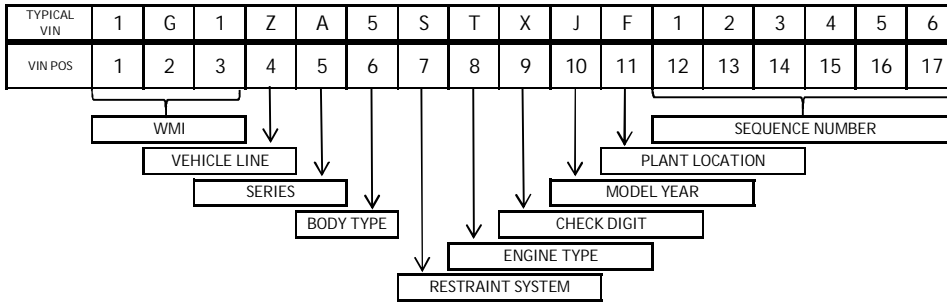 TYPICAL VIN 1 G 1 Z A 5 S T X J F 1 2 3 4 5 6
VIN POS 1 2 3 4 5 6 7 8 9 10 11 12 13 14 15 16 17
WMI SEQUENCE NUMBER
VEHICLE LINE PLANT LOCATION
SERIES MODEL YEAR
BODY TYPE CHECK DIGIT
ENGINE TYPE
RESTRAINT SYSTEM